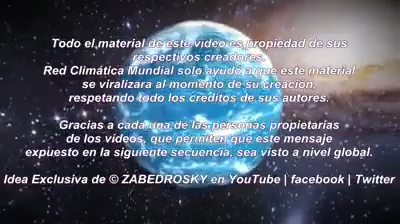 Todo el material de este video es propiedad de sus
respectivos creadores.
Red Climática Mundial solo ayudo a que este material
se viralizara al momento de su creación,
respetando todo los creditos de sus autores.
Gracias a cada una de las personas propietarias
de los videos, que permiten que este mensaje
expuesto en la siguiente secuencia, sea visto a nivel global.
Idea Exclusiva de © ZABEDROSKY en YouTube | facebook | Twitter